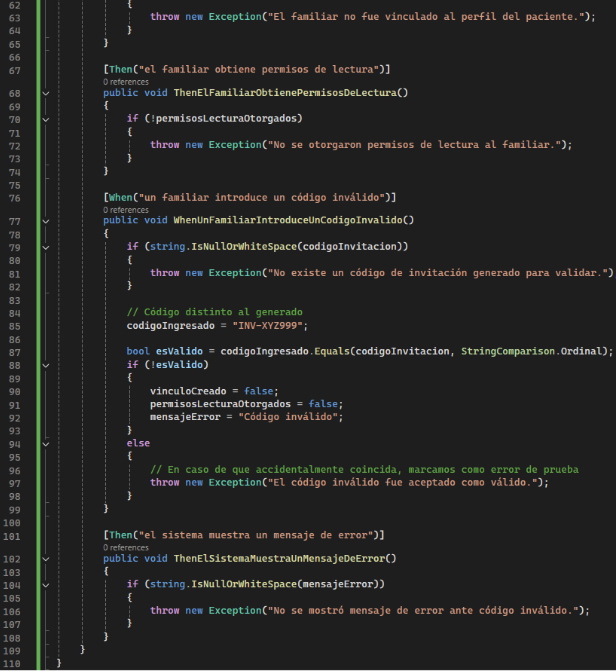 62 {
63 throw new Exception("El familiar no fue vinculado al perfil del paciente.");
64 }
65 }
66
67 [Then("el familiar obtiene permisos de lectura")]
0 references
68 public void ThenElFamiliarObtienePermisosDeLectura()
69 {
70 if (!permisosLecturaOtorgados)
71 {
72 throw new Exception("No se otorgaron permisos de lectura al familiar.");
73 }
74 }
75
76 [When("un familiar introduce un código inválido")]
0 references
77 public void WhenUnFamiliarIntroduceUnCodigoInvalido()
78 {
79 if (string.IsNullOrWhiteSpace(codigoInvitacion))
80 {
81 throw new Exception("No existe un código de invitación generado para validar.")
82 }
83
84 // Código distinto al generado
85 codigoIngresado = "INV-XYZ999";
86
87 bool esValido = codigoIngresado.Equals(codigoInvitacion, StringComparison.Ordinal);
88 if (!esValido)
89 {
90 vinculoCreado = false;
91 permisosLecturaOtorgados = false;
92 mensajeError = "Código inválido";
93 }
94 else
95 {
96 // En caso de que accidentalmente coincida, marcamos como error de prueba
97 throw new Exception("El código inválido fue aceptado como válido.");
98 }
99 }
100
101 [Then("el sistema muestra un mensaje de error")]
0 references
102 public void ThenElSistemaMuestraUnMensajeDeError()
103 {
104 if (string.IsNullOrWhiteSpace(mensajeError))
105 {
106 throw new Exception("No se mostró mensaje de error ante código inválido.");
107 }
108 }
109 }
110 }